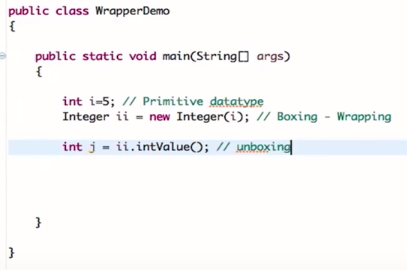 public class WrapperDemo
{
public static void main(String[] args)
{
int i=5; // Primitive datatype
Integer ii = new Integer(i); // Boxing - Wrapping
int j = ii.intValue(); // unboxing
}
}